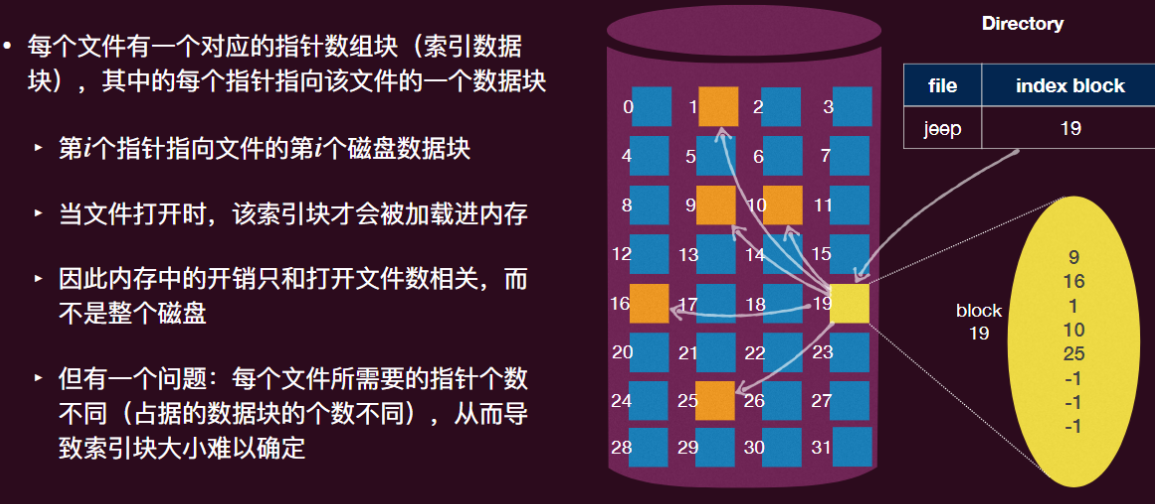 • 每个文件有一个对应的指针数组块（索引数据
块），其中的每个指针指向该文件的一个数据块
‣ 第i个指针指向文件的第i个磁盘数据块
‣ 当文件打开时，该索引块才会被加载进内存
‣ 因此内存中的开销只和打开文件数相关，而
不是整个磁盘
‣ 但有一个问题：每个文件所需要的指针个数
不同（占据的数据块的个数不同），从而导
致索引块大小难以确定
0 1 2 3
4 5 6 7
8 9 10 11
12 13 14 15
16 17 18 19
20 21 22 23
24 25 26 27
28 29 30 31
Directory
file index block
jeep 19
block
19
9
16
1
10
25
-1
-1
-1